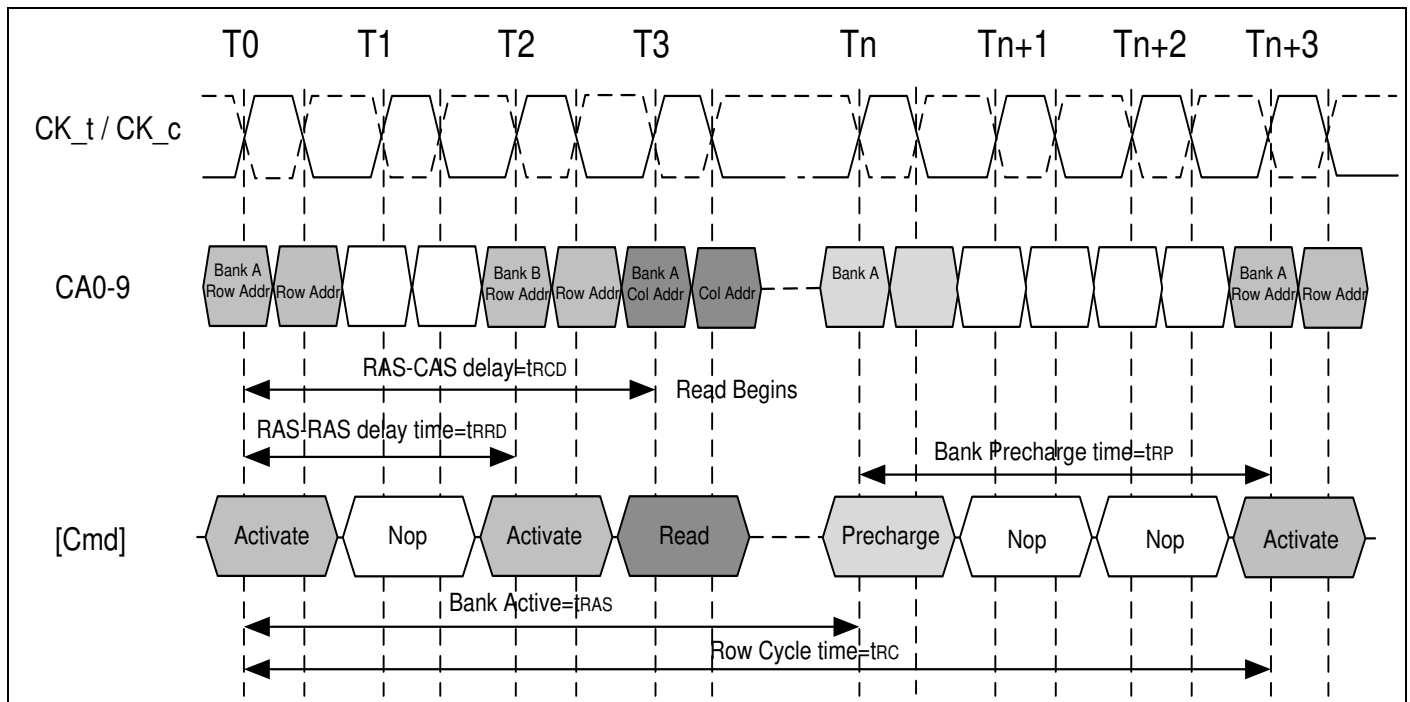 T0 T1 T2 T3 Tn Tn+1 Tn+2 Tn+3
CK_t / CK_c
CA0-9
Bank A
Row Addr
Row Addr
Bank B
Row Addr
Row Addr
Bank A
Col Addr
Col Addr
Bank A
Bank A
Row Addr
Row Addr
RAS-CAS delay=tRCD
Read Begins
RAS-RAS delay time=tRRD
Bank Precharge time=tRP
[Cmd]
Activate Nop Activate Read Precharge Nop Nop Activate
Bank Active=tRAS
Row Cycle time=tRC